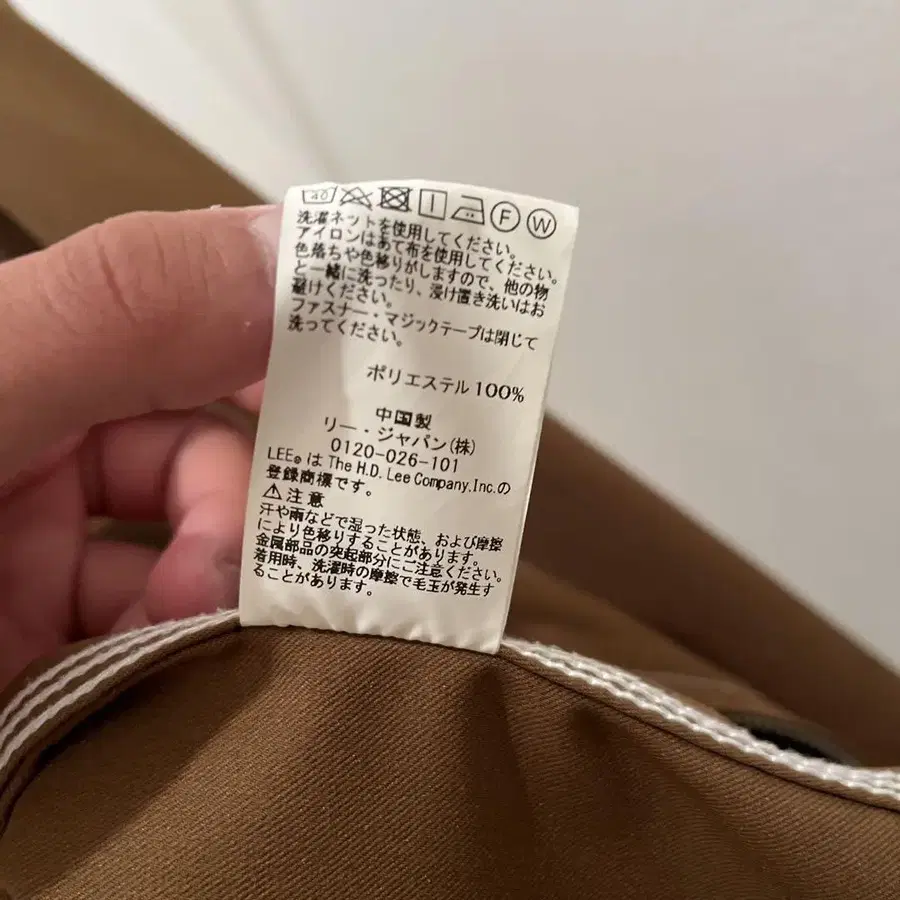 40 F W
洗濯ネットを使用してください。
アイロンはあて布を使用してください。
色落ちや色移りがしますので、他の物
と一緒に洗ったり、浸け置き洗いはお
避けください。
ファスナー・マジックテープは閉じて
洗ってください。
ポリエステル100%
中国製
リー・ジャパン(株)
0120-026-101
LEE® は The H.D. Lee Company,Inc.の
登録商標です。
⚠注意
汗や雨などで湿った状態、および摩擦
により色移りすることがあります。
金属部品の突起部分にご注意ください。
着用時、洗濯時の摩擦で毛玉が発生す
ることがあります。